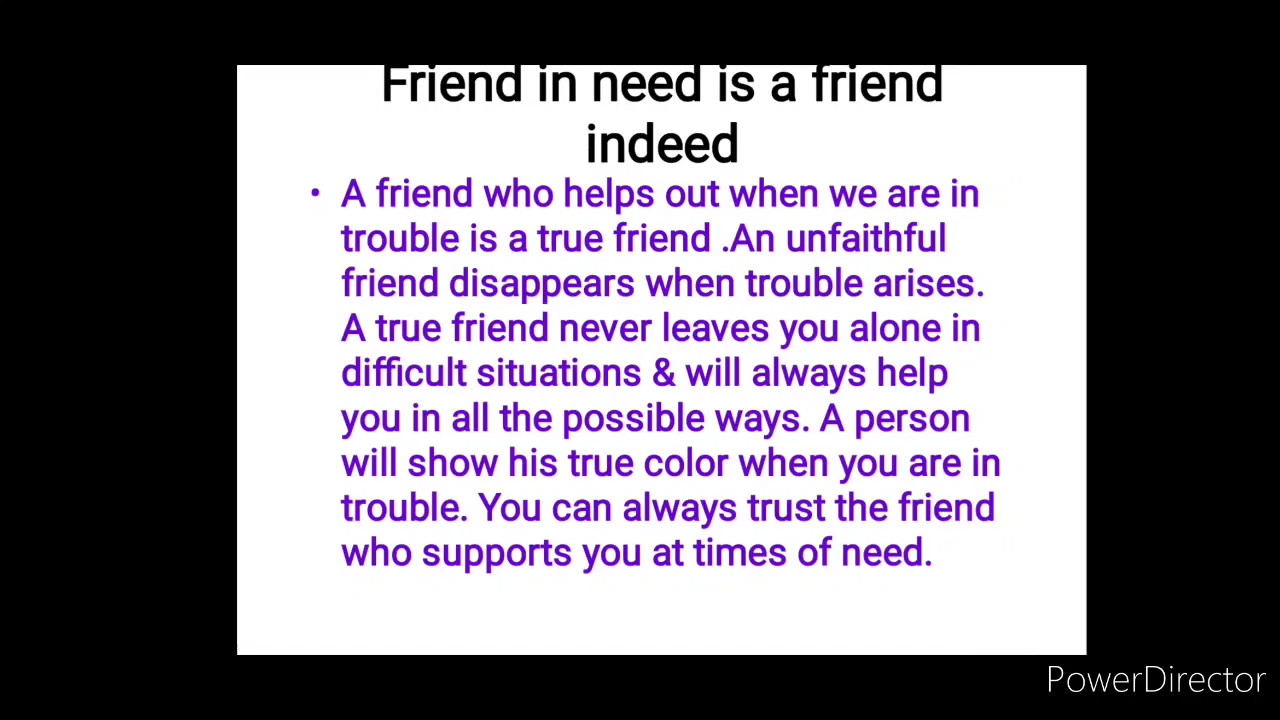 Friend in need is a friend
indeed
• A friend who helps out when we are in
trouble is a true friend .An unfaithful
friend disappears when trouble arises.
A true friend never leaves you alone in
difficult situations & will always help
you in all the possible ways. A person
will show his true color when you are in
trouble. You can always trust the friend
who supports you at times of need.
PowerDirector